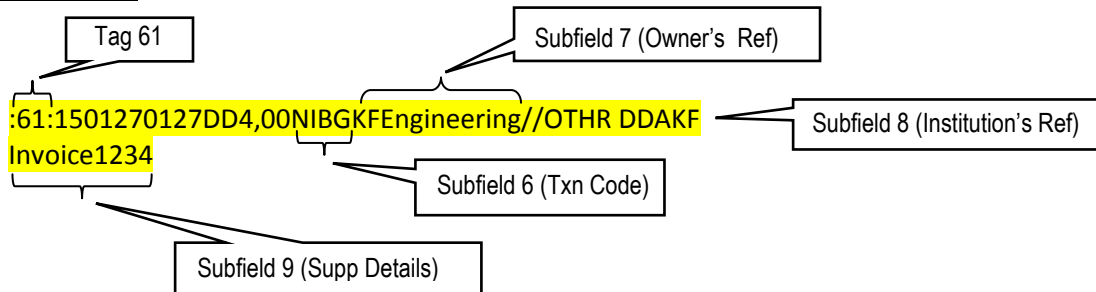 Tag 61
Subfield 7 (Owner's Ref)
:61:1501270127DD4,00NIBGKFEngineering//OTHR DDAKF
Subfield 8 (Institution's Ref)
Invoice1234
Subfield 6 (Txn Code)
Subfield 9 (Supp Details)